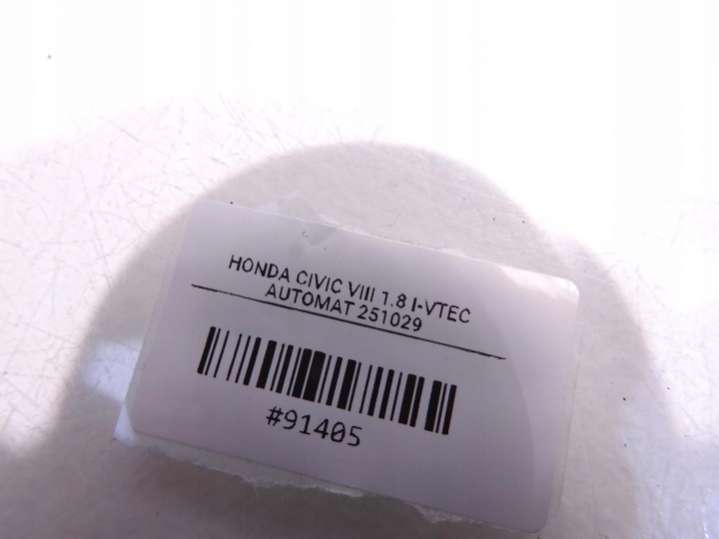 HONDA CIVIC VIII 1.8 I-VTEC
AUTOMAT 251029
#91405